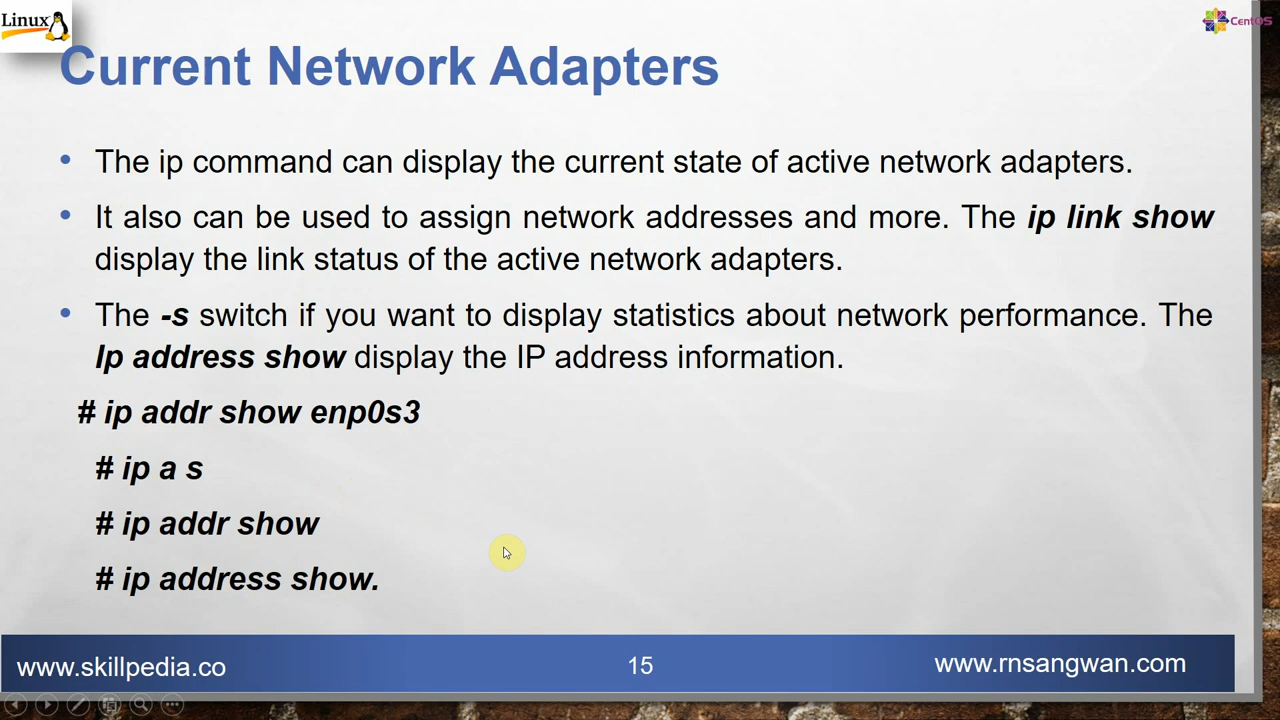 Linux
CentOS
Current Network Adapters
• The ip command can display the current state of active network adapters.
• It also can be used to assign network addresses and more. The ip link show
display the link status of the active network adapters.
• The -s switch if you want to display statistics about network performance. The
Ip address show display the IP address information.
# ip addr show enp0s3
# ip a s
# ip addr show
# ip address show.
www.skillpedia.co
15
www.rnsangwan.com